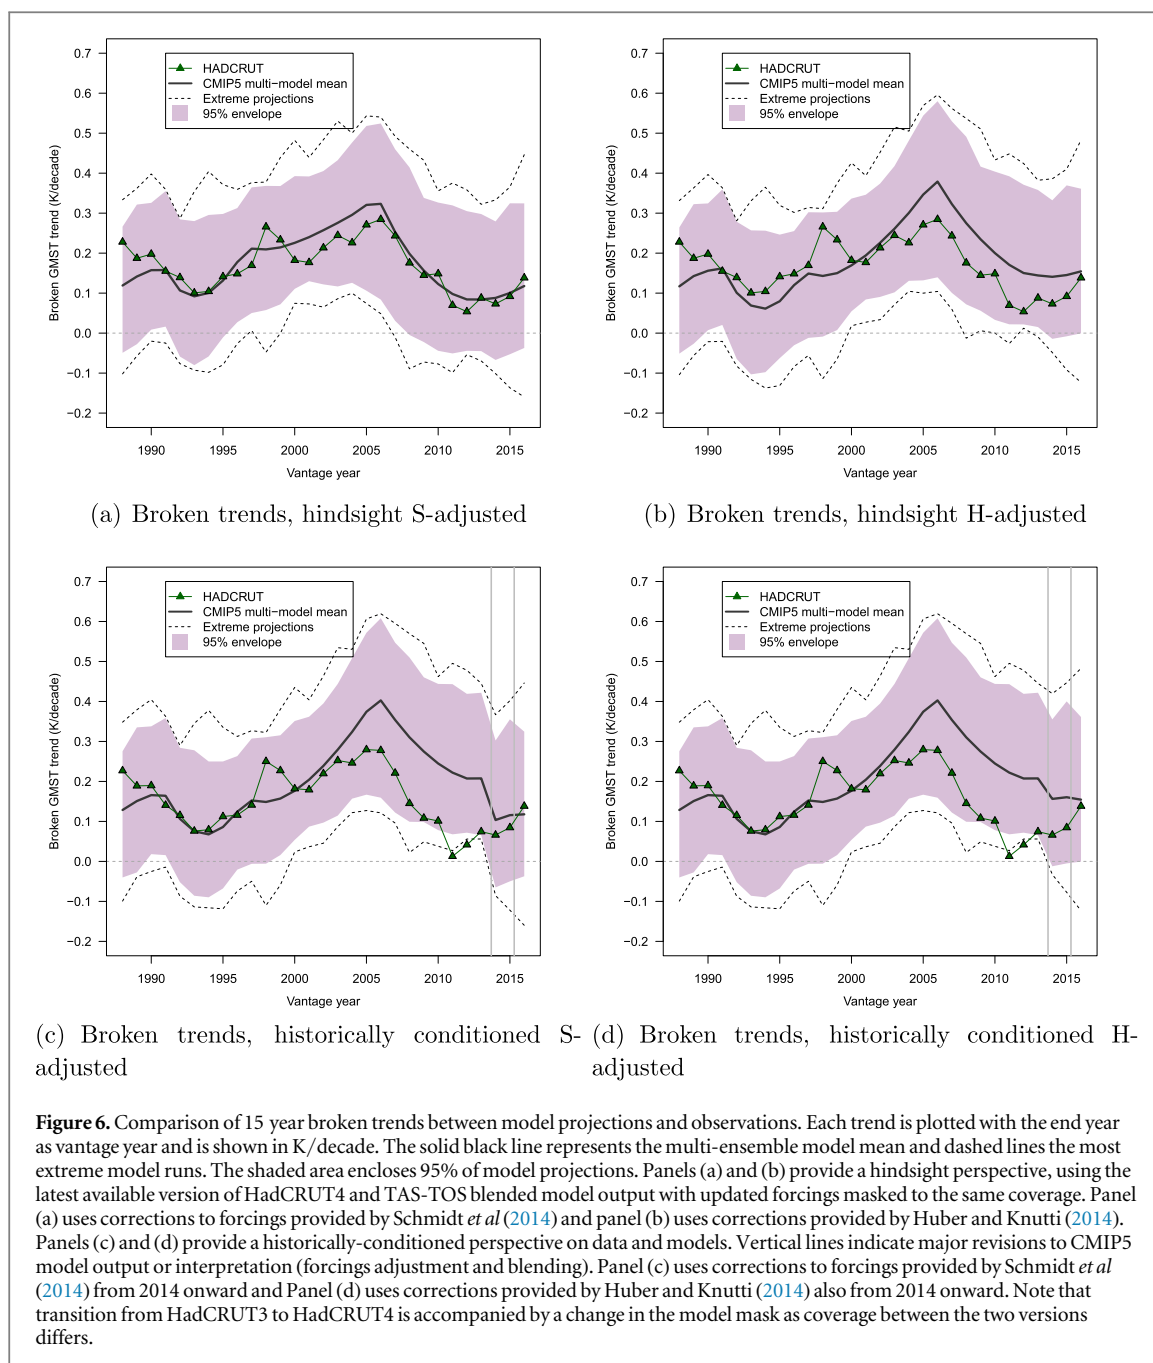 0.7
0.6
0.5
0.4
0.3
0.2
0.1
0.0
−0.1
−0.2
Broken GMST trend (K/decade)
HADCRUT
CMIP5 multi−model mean
Extreme projections
95% envelope
1990 1995 2000 2005 2010 2015
Vantage year
(a) Broken trends, hindsight S-adjusted
0.7
0.6
0.5
0.4
0.3
0.2
0.1
0.0
−0.1
−0.2
Broken GMST trend (K/decade)
HADCRUT
CMIP5 multi−model mean
Extreme projections
95% envelope
1990 1995 2000 2005 2010 2015
Vantage year
(b) Broken trends, hindsight H-adjusted
0.7
0.6
0.5
0.4
0.3
0.2
0.1
0.0
−0.1
−0.2
Broken GMST trend (K/decade)
HADCRUT
CMIP5 multi−model mean
Extreme projections
95% envelope
1990 1995 2000 2005 2010 2015
Vantage year
(c) Broken trends, historically conditioned S-
adjusted
0.7
0.6
0.5
0.4
0.3
0.2
0.1
0.0
−0.1
−0.2
Broken GMST trend (K/decade)
HADCRUT
CMIP5 multi−model mean
Extreme projections
95% envelope
1990 1995 2000 2005 2010 2015
Vantage year
(d) Broken trends, historically conditioned H-
adjusted
Figure 6. Comparison of 15 year broken trends between model projections and observations. Each trend is plotted with the end year
as vantage year and is shown in K/decade. The solid black line represents the multi-ensemble model mean and dashed lines the most
extreme model runs. The shaded area encloses 95% of model projections. Panels (a) and (b) provide a hindsight perspective, using the
latest available version of HadCRUT4 and TAS-TOS blended model output with updated forcings masked to the same coverage. Panel
(a) uses corrections to forcings provided by Schmidt et al (2014) and panel (b) uses corrections provided by Huber and Knutti (2014).
Panels (c) and (d) provide a historically-conditioned perspective on data and models. Vertical lines indicate major revisions to CMIP5
model output or interpretation (forcings adjustment and blending). Panel (c) uses corrections to forcings provided by Schmidt et al
(2014) from 2014 onward and Panel (d) uses corrections provided by Huber and Knutti (2014) also from 2014 onward. Note that
transition from HadCRUT3 to HadCRUT4 is accompanied by a change in the model mask as coverage between the two versions
differs.